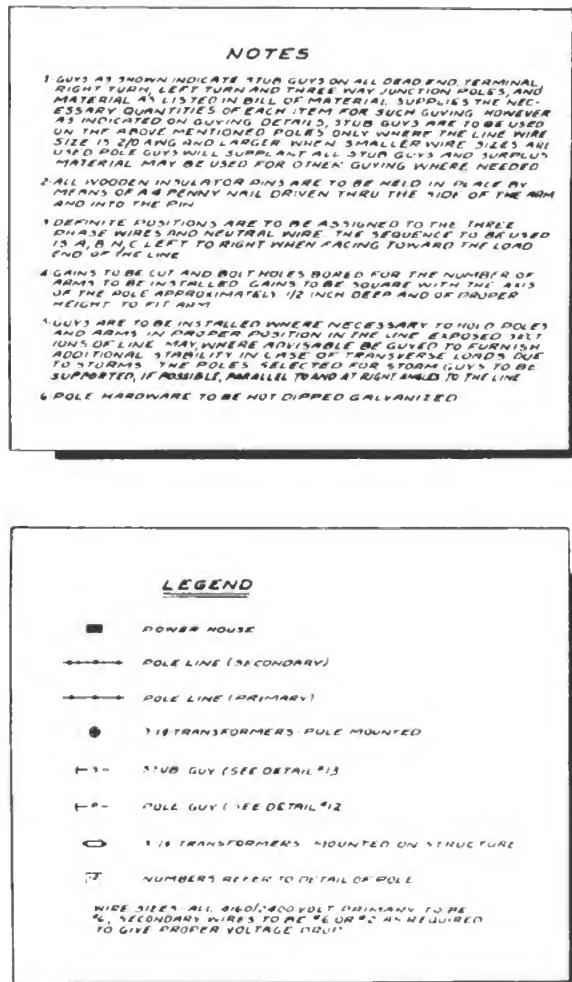 NOTES
1. GUYS AS SHOWN INDICATE STUB GUYS ON ALL DEAD END, TERMINAL,
RIGHT TURN, LEFT TURN AND THREE WAY JUNCTION POLES, AND
MATERIAL AS LISTED IN BILL OF MATERIAL SUPPLIES THE NEC-
ESSARY QUANTITIES OF EACH ITEM FOR SUCH GUYING HOWEVER
AS INDICATED ON GUYING DETAILS, STUB GUYS ARE TO BE USED
ON THE ABOVE MENTIONED POLES ONLY WHERE THE LINE WIRE
SIZE IS 2/0 AWG AND LARGER WHEN SMALLER WIRE SIZES ARE
USED POLE GUYS WILL SUPPLANT ALL STUB GUYS AND SURPLUS
MATERIAL MAY BE USED FOR OTHER GUYING WHERE NEEDED
2. ALL WOODEN INSULATOR PINS ARE TO BE HELD IN PLACE BY
MEANS OF A PENNY NAIL DRIVEN THRU THE SIDE OF THE ARM
AND INTO THE PIN
3. DEFINITE POSITIONS ARE TO BE ASSIGNED TO THE THREE
PHASE WIRES AND NEUTRAL WIRE. THE SEQUENCE TO BE USED
IS A, B, N, C LEFT TO RIGHT WHEN FACING TOWARD THE LOAD
END OF THE LINE
4. GAINS TO BE CUT AND BOLT HOLES BORED FOR THE NUMBER OF
ARMS TO BE INSTALLED GAINS TO BE SQUARE WITH THE AXIS
OF THE POLE APPROXIMATELY 1/2 INCH DEEP AND OF PROPER
HEIGHT TO FIT ARM
5. GUYS ARE TO BE INSTALLED WHERE NECESSARY TO HOLD POLES
AND ARMS IN PROPER POSITION IN THE LINE EXPOSED SECT
IONS OF LINE MAY, WHERE ADVISABLE BE GUYED TO FURNISH
ADDITIONAL STABILITY IN CASE OF TRANSVERSE LOADS DUE
TO STORMS THE POLES SELECTED FOR STORM GUYS TO BE
SUPPORTED, IF POSSIBLE, PARALLEL TO AND AT RIGHT ANGLES TO THE LINE
6. POLE HARDWARE TO BE HOT DIPPED GALVANIZED
LEGEND
POWER HOUSE
POLE LINE (SECONDARY)
POLE LINE (PRIMARY)
TRANSFORMERS POLE MOUNTED
STUB GUY (SEE DETAIL #13
POLE GUY (SEE DETAIL #12
TRANSFORMERS MOUNTED ON STRUCTURE
NUMBERS REFER TO DETAIL OF POLE
WIRE SIZES ALL 4160/2400 VOLT PRIMARY TO BE
#6, SECONDARY WIRES TO BE #6 OR #2 AS REQUIRED
TO GIVE PROPER VOLTAGE DROP